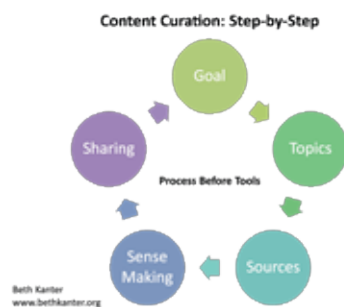 Content Curation: Step-by-Step
Goal
Topics
Sources
Sense
Making
Sharing
Process Before Tools
Beth Kanter
www.bethkanter.org